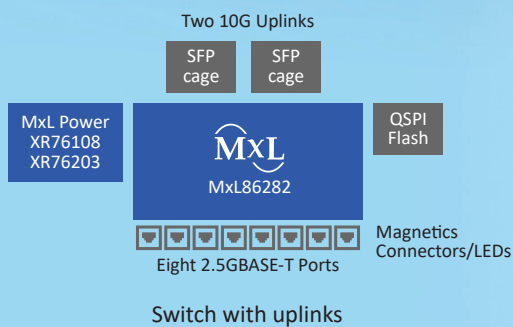 Two 10G Uplinks
SFP
cage
SFP
cage
MxL Power
XR76108
XR76203
MxL
MxL86282
QSPI
Flash
Magnetics
Connectors/LEDs
Eight 2.5GBASE-T Ports
Switch with uplinks